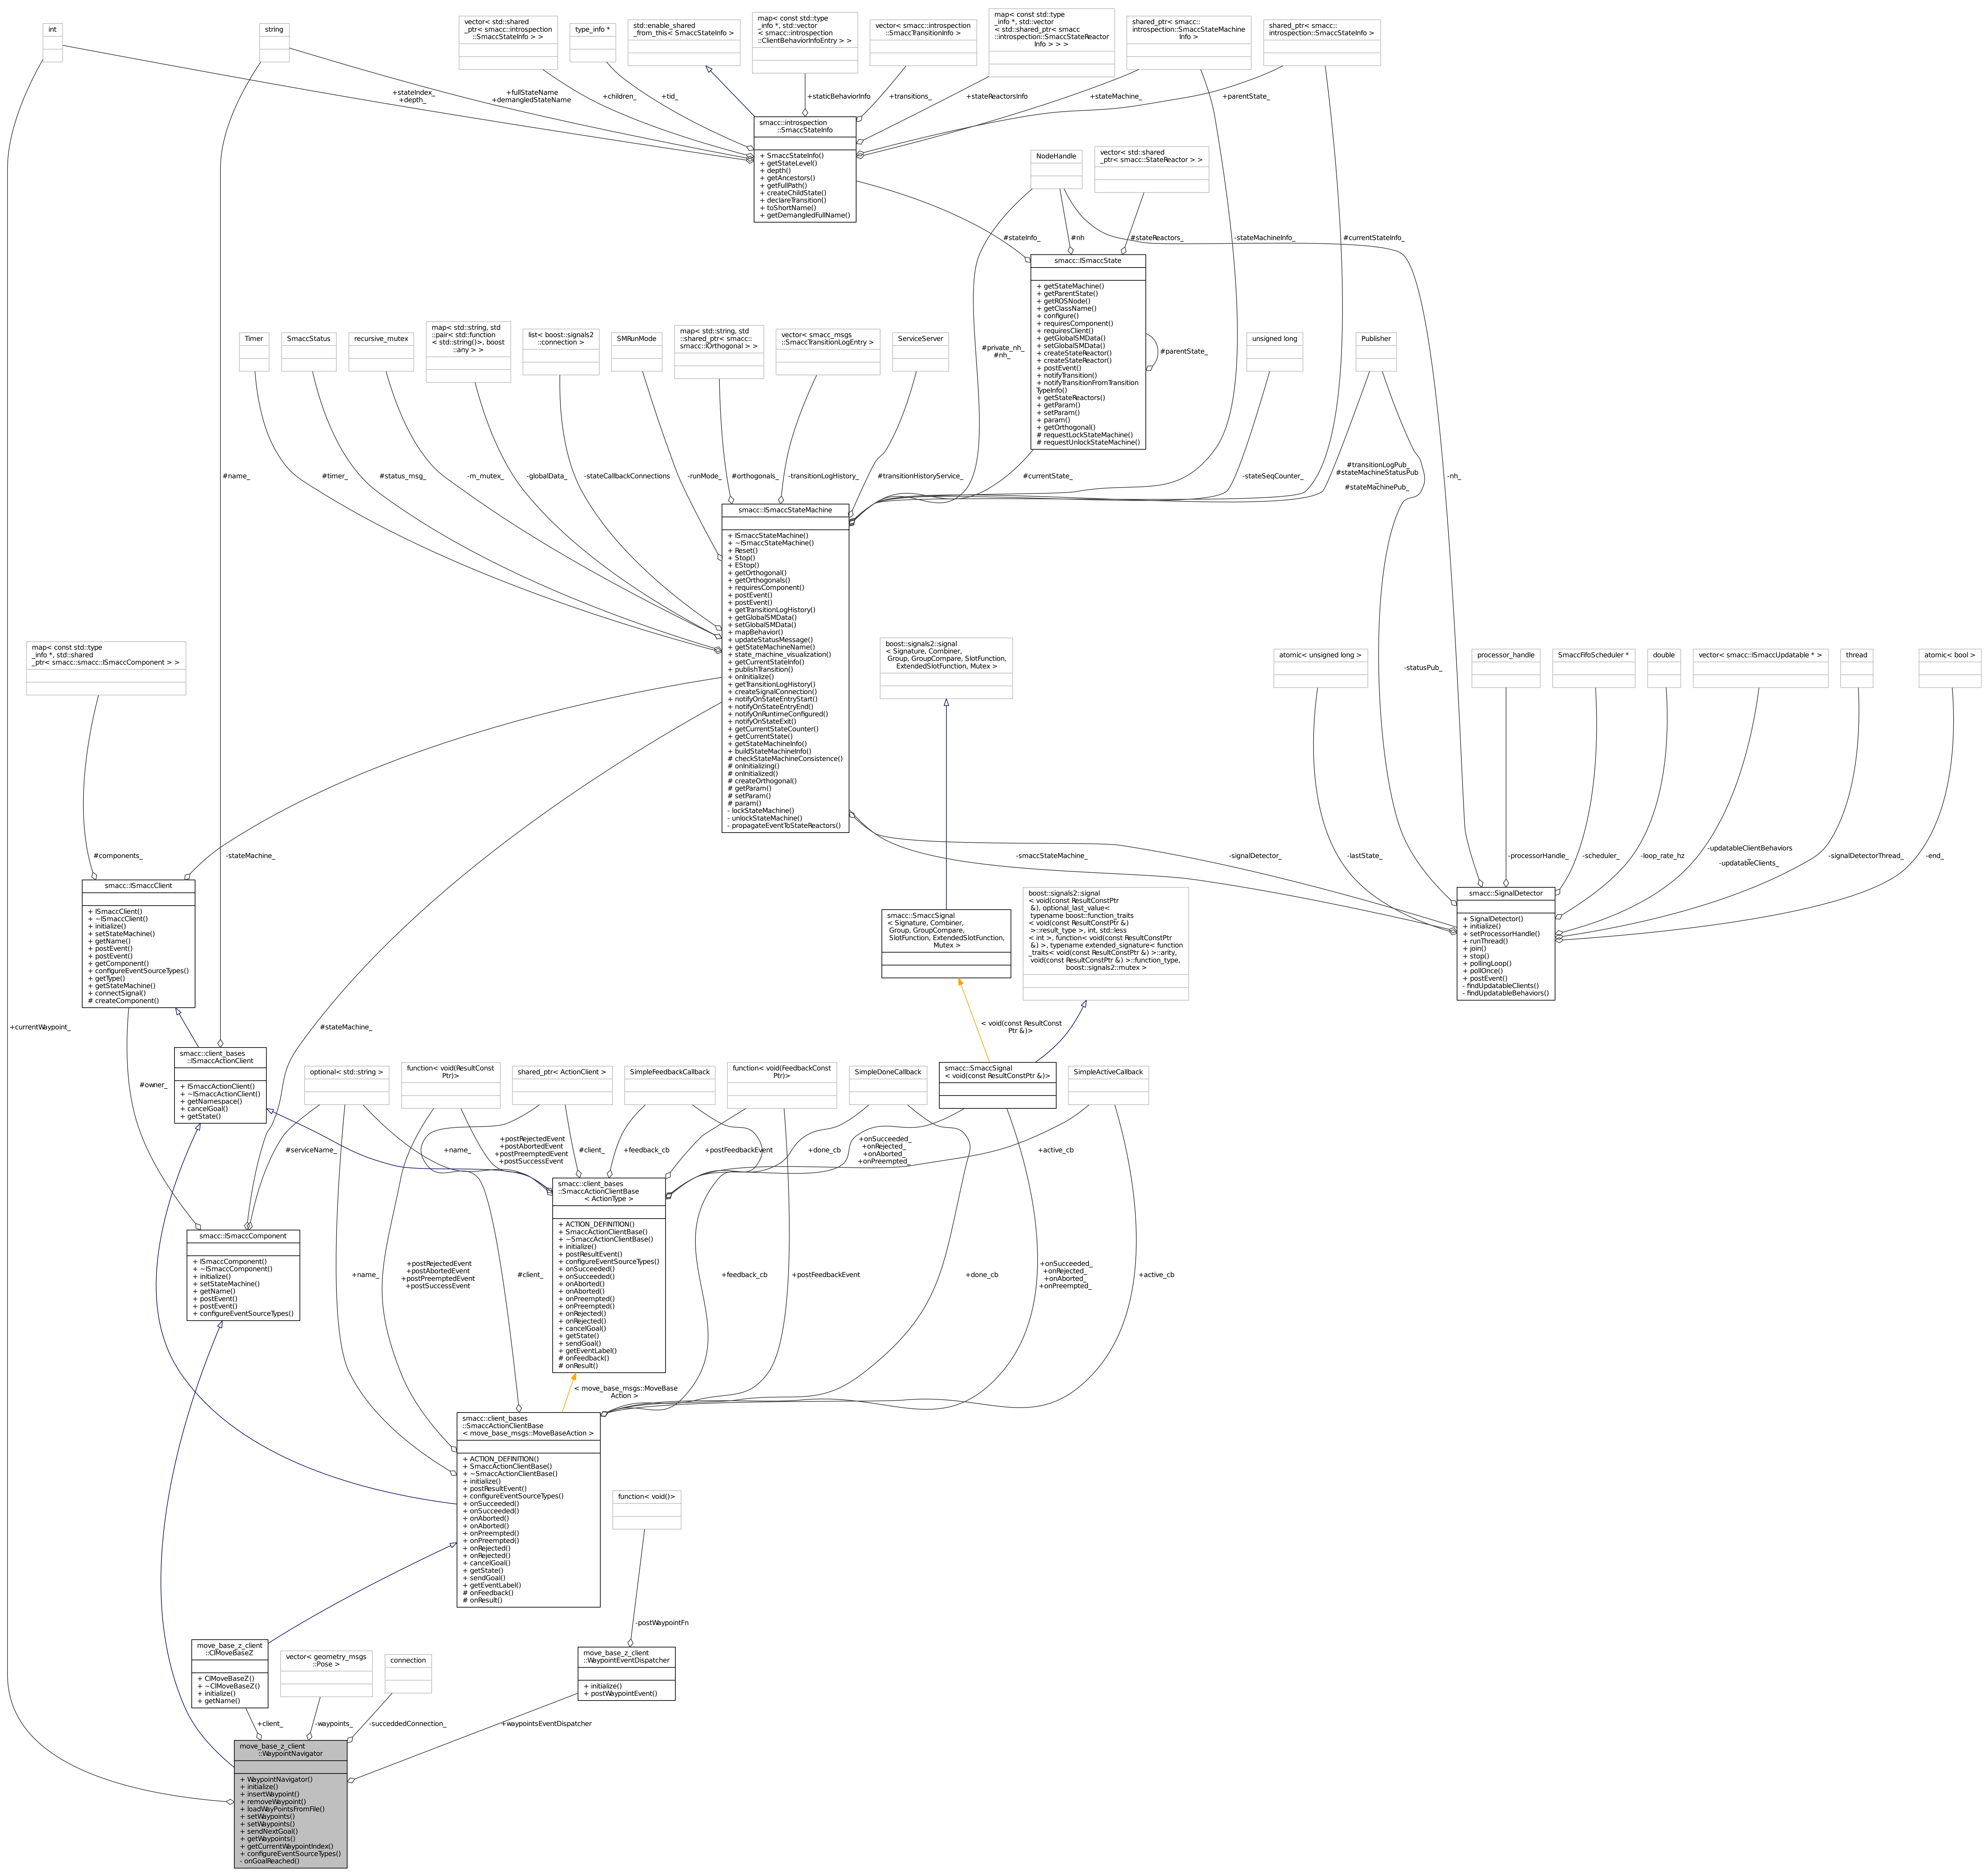 int
string
vector< std::shared
_ptr< smacc::introspection
::SmaccStateInfo > >
type_info *
std::enable_shared
_from_this< SmaccStateInfo >
map< const std::type
_info *, std::vector
< smacc::introspection
::ClientBehaviorInfoEntry > >
vector< smacc::introspection
::SmaccTransitionInfo >
map< const std::type
_info *, std::vector
< std::shared_ptr< smacc
::introspection::SmaccStateReactor
Info > > >
shared_ptr< smacc::
introspection::SmaccStateMachine
Info >
shared_ptr< smacc::
introspection::SmaccStateInfo >
+stateIndex_
+depth_
+fullStateName
+demangledStateName
+children_
+tid_
+staticBehaviorInfo
+transitions_
+stateReactorsInfo
+stateMachine_
+parentState_
smacc::introspection
::SmaccStateInfo
+ SmaccStateInfo()
+ getStateLevel()
+ depth()
+ getAncestors()
+ getFullPath()
+ createChildState()
+ declareTransition()
+ toShortName()
+ getDemangledFullName()
NodeHandle
vector< std::shared
_ptr< smacc::StateReactor > >
#stateInfo_
#nh
#stateReactors_
-stateMachineInfo_
#currentStateInfo_
smacc::ISmaccState
+ getStateMachine()
+ getParentState()
+ getROSNode()
+ getClassName()
+ configure()
+ requiresComponent()
+ requiresClient()
+ getGlobalSMData()
+ setGlobalSMData()
+ createStateReactor()
+ createStateReactor()
+ postEvent()
+ notifyTransition()
+ notifyTransitionFromTransition
TypeInfo()
+ getStateReactors()
+ getParam()
+ setParam()
+ param()
+ getOrthogonal()
# requestLockStateMachine()
# requestUnlockStateMachine()
#parentState_
Timer
SmaccStatus
recursive_mutex
map< std::string, std
::pair< std::function
< std::string()>, boost
::any > >
list< boost::signals2
::connection >
SMRunMode
map< std::string, std
::shared_ptr< smacc::
smacc::IOrthogonal > >
vector< smacc_msgs
::SmaccTransitionLogEntry >
ServiceServer
#private_nh_
#nh_
unsigned long
Publisher
#name_
#timer_
#status_msg_
-m_mutex_
-globalData_
-stateCallbackConnections
-runMode_
#orthogonals_
-transitionLogHistory_
#transitionHistoryService_
#currentState_
-stateSeqCounter_
#transitionLogPub_
#stateMachineStatusPub
_
#stateMachinePub_
-nh_
smacc::ISmaccStateMachine
+ ISmaccStateMachine()
+ ~ISmaccStateMachine()
+ Reset()
+ Stop()
+ EStop()
+ getOrthogonal()
+ getOrthogonals()
+ requiresComponent()
+ postEvent()
+ postEvent()
+ getTransitionLogHistory()
+ getGlobalSMData()
+ setGlobalSMData()
+ mapBehavior()
+ updateStatusMessage()
+ getStateMachineName()
+ state_machine_visualization()
+ getCurrentStateInfo()
+ publishTransition()
+ onInitialize()
+ getTransitionLogHistory()
+ createSignalConnection()
+ notifyOnStateEntryStart()
+ notifyOnStateEntryEnd()
+ notifyOnRuntimeConfigured()
+ notifyOnStateExit()
+ getCurrentStateCounter()
+ getCurrentState()
+ getStateMachineInfo()
+ buildStateMachineInfo()
# checkStateMachineConsistence()
# onInitializing()
# onInitialized()
# createOrthogonal()
# getParam()
# setParam()
# param()
- lockStateMachine()
- unlockStateMachine()
- propagateEventToStateReactors()
map< const std::type
_info *, std::shared
_ptr< smacc::smacc::ISmaccComponent > >
boost::signals2::signal
< Signature, Combiner,
Group, GroupCompare, SlotFunction,
ExtendedSlotFunction, Mutex >
atomic< unsigned long >
-statusPub_
processor_handle
SmaccFifoScheduler *
double
vector< smacc::ISmaccUpdatable * >
thread
atomic< bool >
#components_
-stateMachine_
-smaccStateMachine_
-signalDetector_
-lastState_
-processorHandle_
-scheduler_
-loop_rate_hz
-updatableClientBehaviors
_
-updatableClients_
-signalDetectorThread_
-end_
smacc::ISmaccClient
+ ISmaccClient()
+ ~ISmaccClient()
+ initialize()
+ setStateMachine()
+ getName()
+ postEvent()
+ postEvent()
+ getComponent()
+ configureEventSourceTypes()
+ getType()
+ getStateMachine()
+ connectSignal()
# createComponent()
smacc::SmaccSignal
< Signature, Combiner,
Group, GroupCompare,
SlotFunction, ExtendedSlotFunction,
Mutex >
boost::signals2::signal
< void(const ResultConstPtr
&), optional_last_value<
typename boost::function_traits
< void(const ResultConstPtr &)
>::result_type >, int, std::less
< int >, function< void(const ResultConstPtr
&) >, typename extended_signature< function
_traits< void(const ResultConstPtr &) >::arity,
void(const ResultConstPtr &) >::function_type,
boost::signals2::mutex >
smacc::SignalDetector
+ SignalDetector()
+ initialize()
+ setProcessorHandle()
+ runThread()
+ join()
+ stop()
+ pollingLoop()
+ pollOnce()
+ postEvent()
- findUpdatableClients()
- findUpdatableBehaviors()
+currentWaypoint_
#stateMachine_
< void(const ResultConst
Ptr &)>
smacc::client_bases
::ISmaccActionClient
+ ISmaccActionClient()
+ ~ISmaccActionClient()
+ getNamespace()
+ cancelGoal()
+ getState()
#owner_
optional< std::string >
function< void(ResultConst
Ptr)>
shared_ptr< ActionClient >
SimpleFeedbackCallback
function< void(FeedbackConst
Ptr)>
SimpleDoneCallback
smacc::SmaccSignal
< void(const ResultConstPtr &)>
SimpleActiveCallback
#serviceName_
+name_
+postRejectedEvent
+postAbortedEvent
+postPreemptedEvent
+postSuccessEvent
#client_
+feedback_cb
+postFeedbackEvent
+done_cb
+onSucceeded_
+onRejected_
+onAborted_
+onPreempted_
+active_cb
smacc::client_bases
::SmaccActionClientBase
< ActionType >
+ ACTION_DEFINITION()
+ SmaccActionClientBase()
+ ~SmaccActionClientBase()
+ initialize()
+ postResultEvent()
+ configureEventSourceTypes()
+ onSucceeded()
+ onSucceeded()
+ onAborted()
+ onAborted()
+ onPreempted()
+ onPreempted()
+ onRejected()
+ onRejected()
+ cancelGoal()
+ getState()
+ sendGoal()
+ getEventLabel()
# onFeedback()
# onResult()
smacc::ISmaccComponent
+ ISmaccComponent()
+ ~ISmaccComponent()
+ initialize()
+ setStateMachine()
+ getName()
+ postEvent()
+ postEvent()
+ configureEventSourceTypes()
+name_
+postRejectedEvent
+postAbortedEvent
+postPreemptedEvent
+postSuccessEvent
#client_
+feedback_cb
+postFeedbackEvent
+done_cb
+onSucceeded_
+onRejected_
+onAborted_
+onPreempted_
+active_cb
< move_base_msgs::MoveBase
Action >
smacc::client_bases
::SmaccActionClientBase
< move_base_msgs::MoveBaseAction >
+ ACTION_DEFINITION()
+ SmaccActionClientBase()
+ ~SmaccActionClientBase()
+ initialize()
+ postResultEvent()
+ configureEventSourceTypes()
+ onSucceeded()
+ onSucceeded()
+ onAborted()
+ onAborted()
+ onPreempted()
+ onPreempted()
+ onRejected()
+ onRejected()
+ cancelGoal()
+ getState()
+ sendGoal()
+ getEventLabel()
# onFeedback()
# onResult()
function< void()>
-postWaypointFn
move_base_z_client
::ClMoveBaseZ
+ ClMoveBaseZ()
+ ~ClMoveBaseZ()
+ initialize()
+ getName()
vector< geometry_msgs
::Pose >
connection
move_base_z_client
::WaypointEventDispatcher
+ initialize()
+ postWaypointEvent()
+client_
-waypoints_
-succeddedConnection_
+waypointsEventDispatcher
move_base_z_client
::WaypointNavigator
+ WaypointNavigator()
+ initialize()
+ insertWaypoint()
+ removeWaypoint()
+ loadWayPointsFromFile()
+ setWaypoints()
+ setWaypoints()
+ sendNextGoal()
+ getWaypoints()
+ getCurrentWaypointIndex()
+ configureEventSourceTypes()
- onGoalReached()